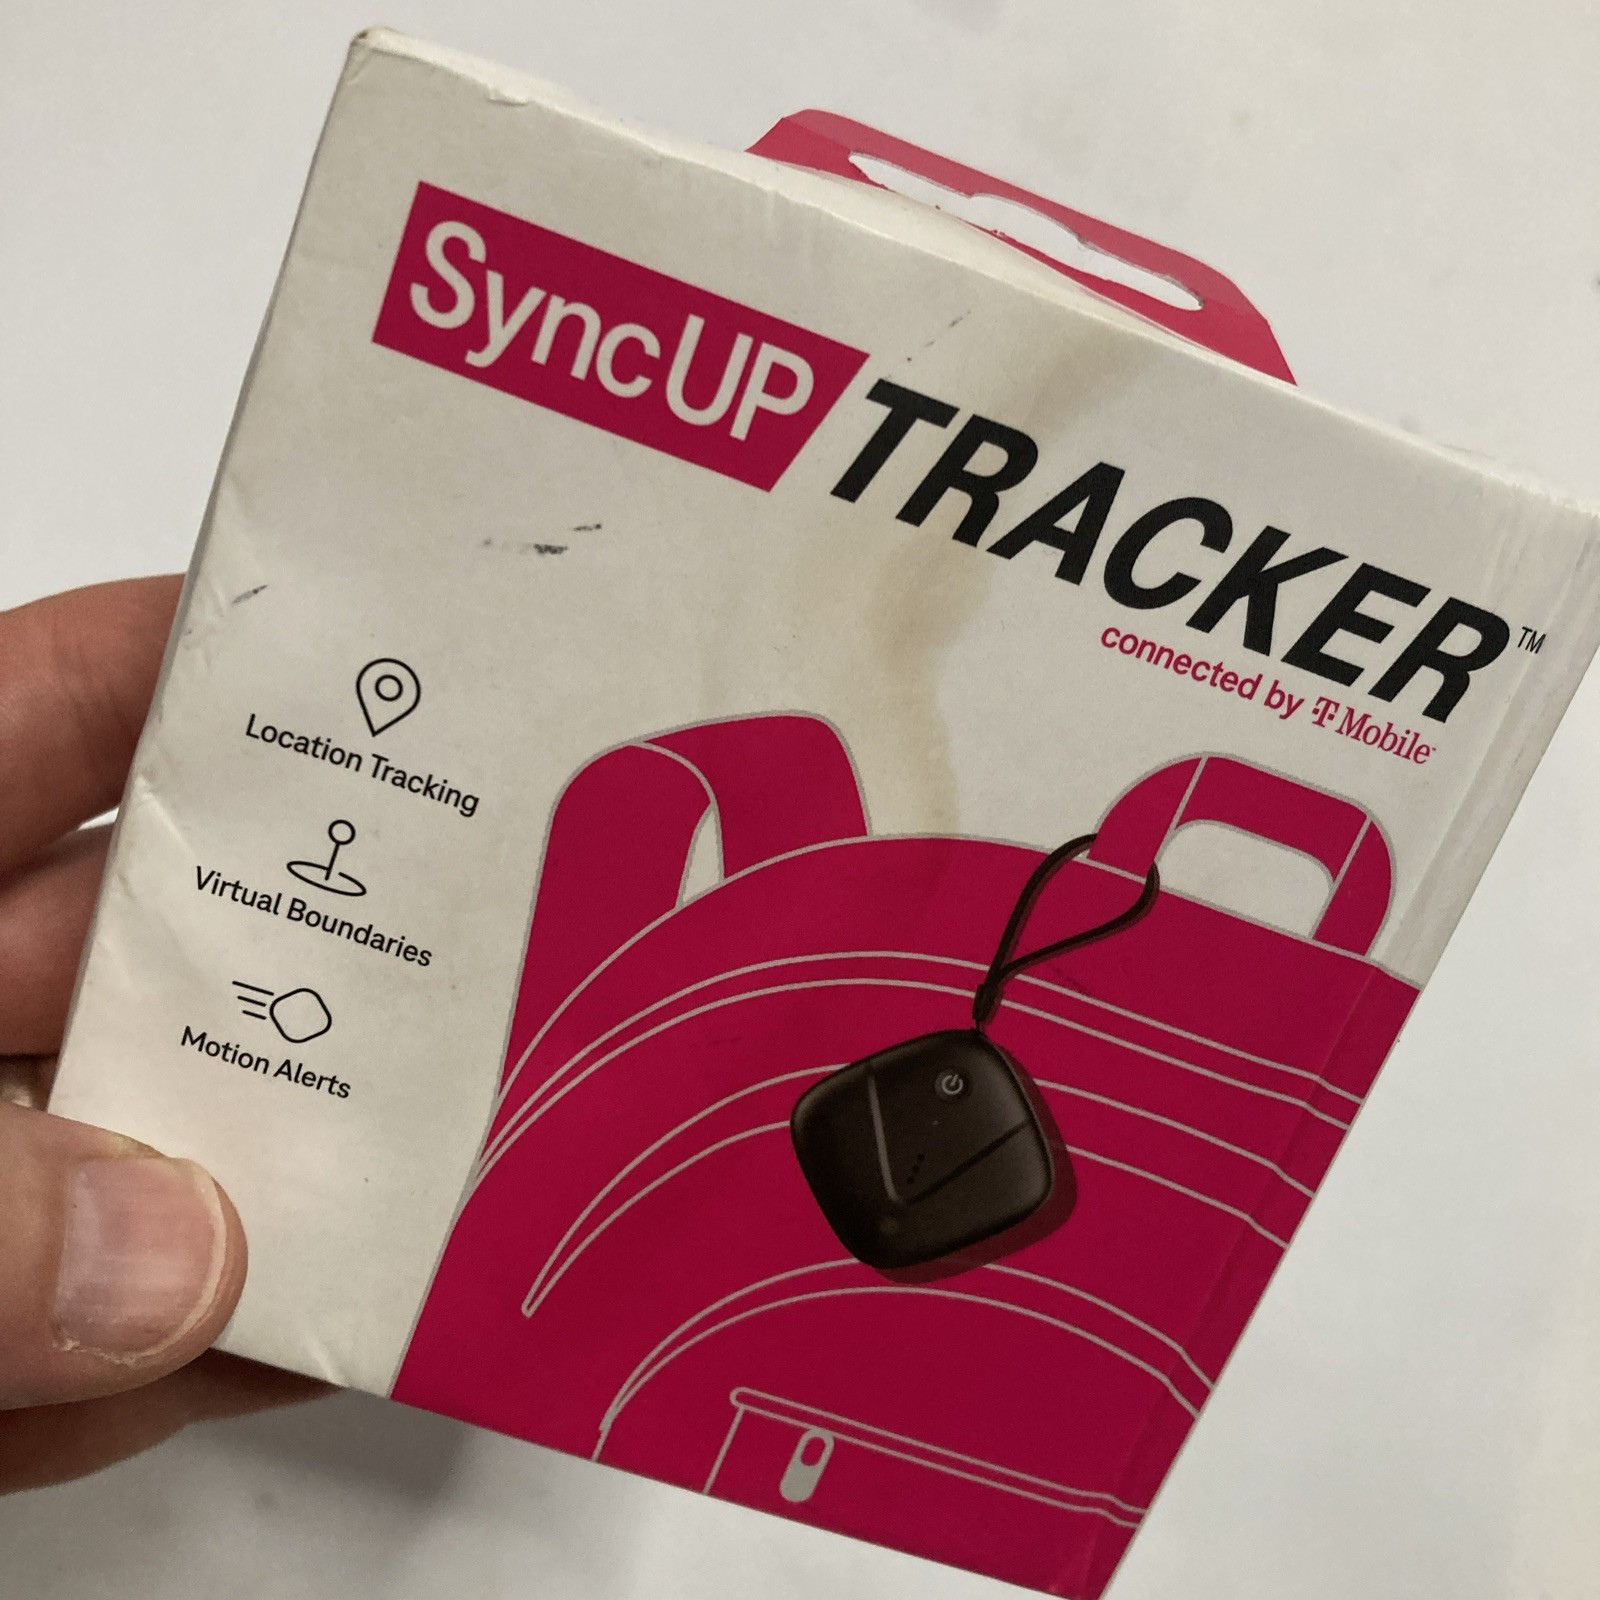 SyncUP TRACKER™
connected by T Mobile
Location Tracking
Virtual Boundaries
Motion Alerts